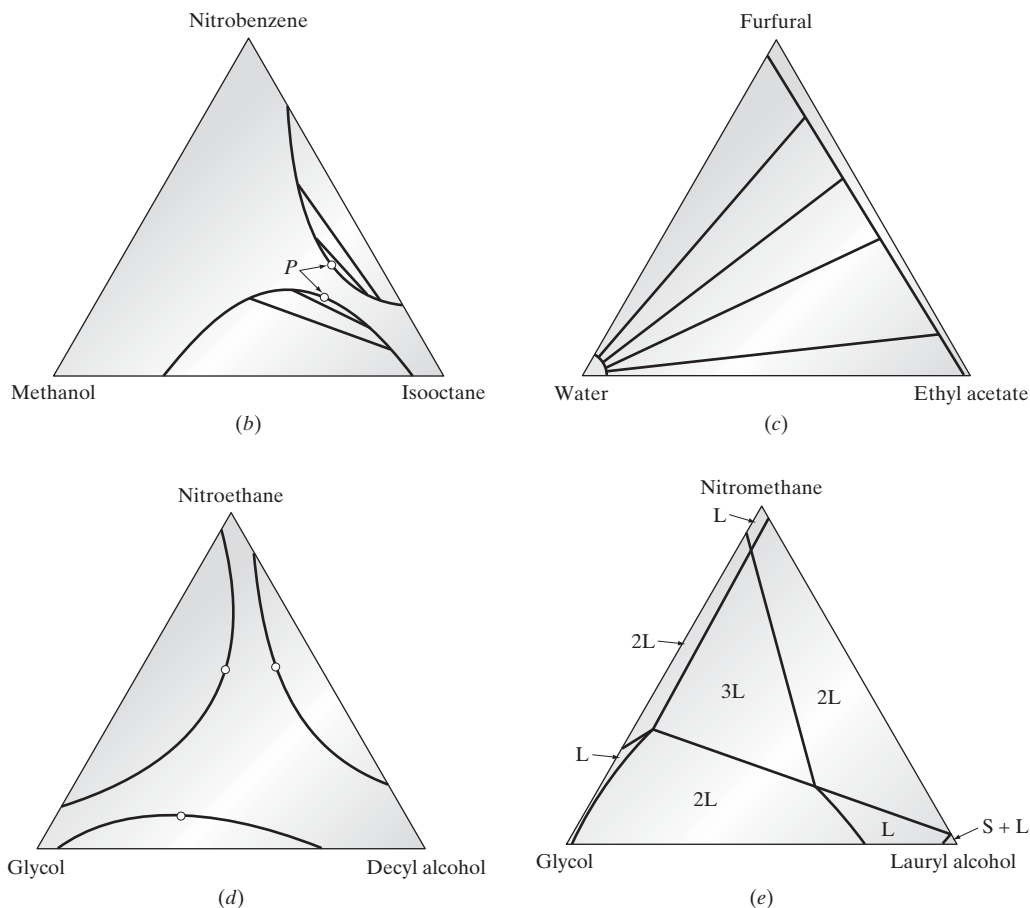 Nitrobenzene
P
Methanol
Isooctane
(b)
Furfural
Water
Ethyl acetate
(c)
Nitroethane
Glycol
Decyl alcohol
(d)
Nitromethane
L
2L
3L
2L
L
2L
L
S + L
Glycol
Lauryl alcohol
(e)